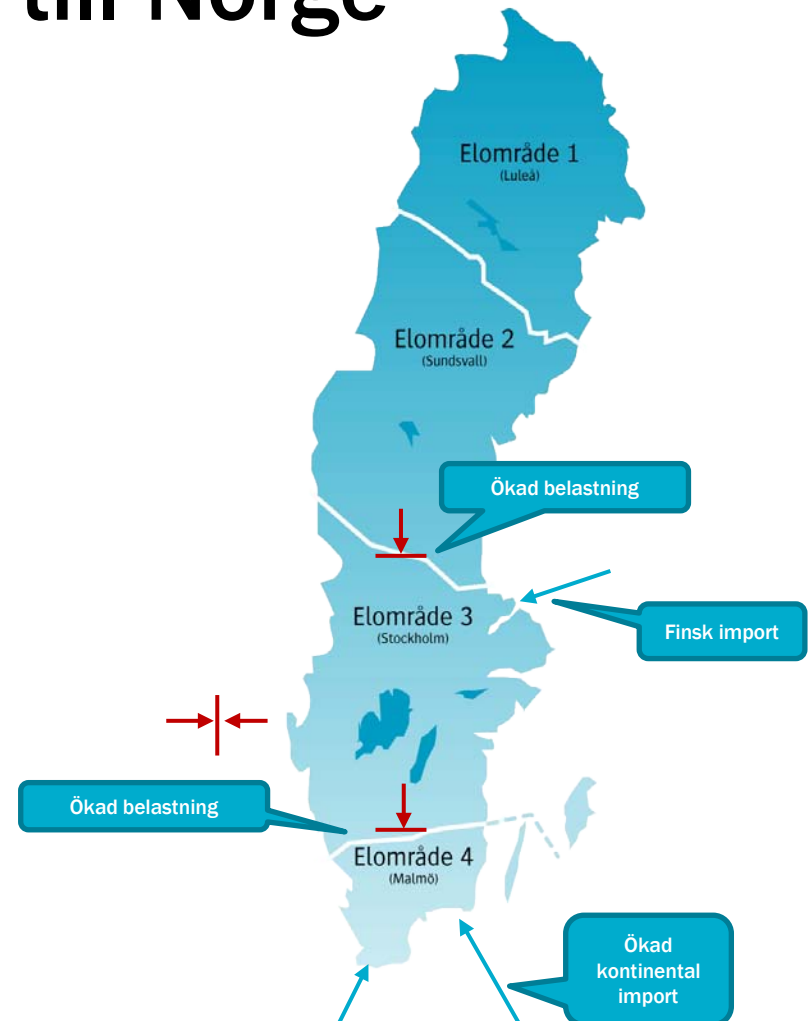 till Norge
Elområde 1
(Luleå)
Elområde 2
(Sundsvall)
Ökad belastning
Elområde 3
(Stockholm)
Finsk import
Ökad belastning
Elområde 4
(Malmö)
Ökad
kontinental
import